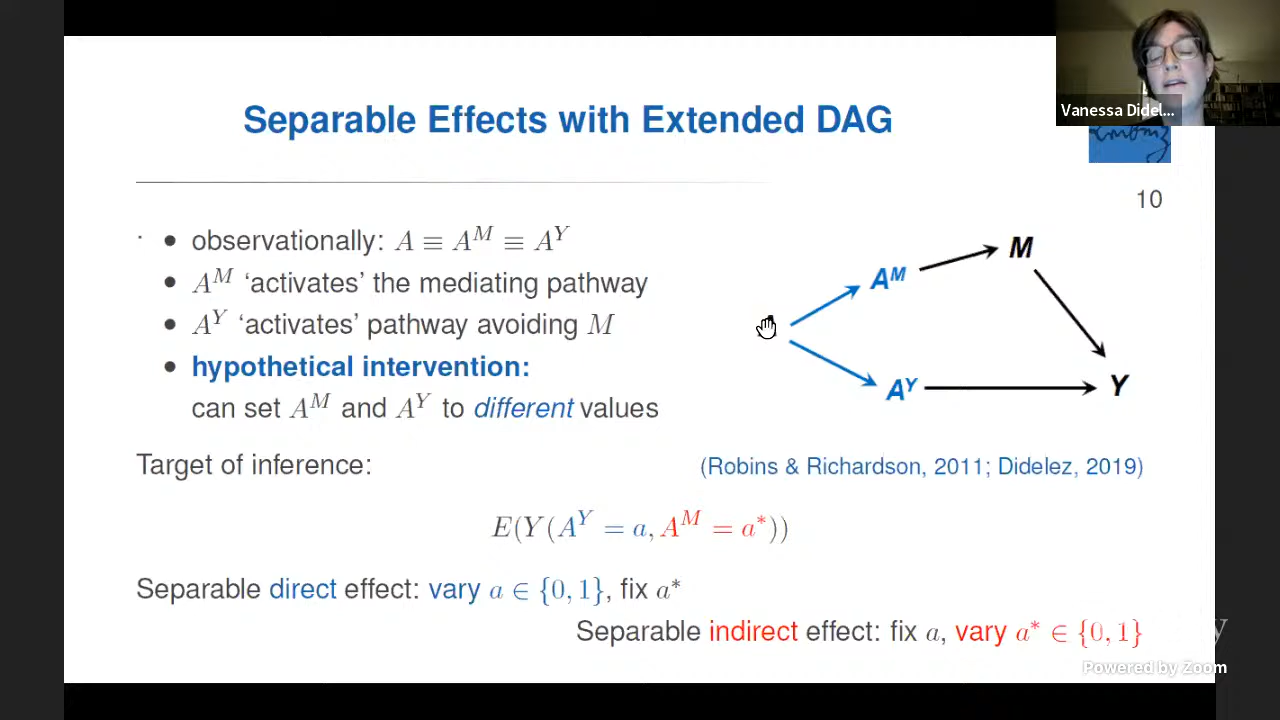 Vanessa Didel...
Separable Effects with Extended DAG
10
• observationally: A ≡ A^M ≡ A^Y
• A^M ‘activates’ the mediating pathway
• A^Y ‘activates’ pathway avoiding M
• hypothetical intervention:
can set A^M and A^Y to different values
A^M
M
A^Y
Y
Target of inference:
(Robins & Richardson, 2011; Didelez, 2019)
E(Y(A^Y = a, A^M = a*))
Separable direct effect: vary a ∈ {0, 1}, fix a*
Separable indirect effect: fix a, vary a* ∈ {0, 1}
Powered by Zoom